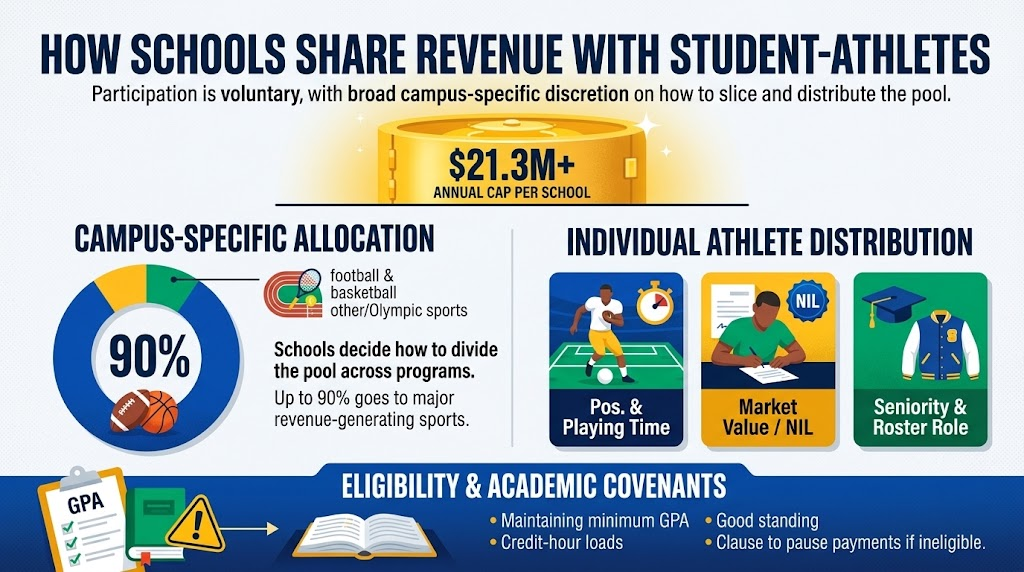 HOW SCHOOLS SHARE REVENUE WITH STUDENT-ATHLETES
Participation is voluntary, with broad campus-specific discretion on how to slice and distribute the pool.
$21.3M+
ANNUAL CAP PER SCHOOL
CAMPUS-SPECIFIC ALLOCATION
90%
football &
basketball
other/Olympic sports
Schools decide how to divide
the pool across programs.
Up to 90% goes to major
revenue-generating sports.
INDIVIDUAL ATHLETE DISTRIBUTION
Pos. &
Playing Time
NIL
Market
Value / NIL
S
Seniority &
Roster Role
GPA
ELIGIBILITY & ACADEMIC COVENANTS
• Maintaining minimum GPA
• Credit-hour loads
• Good standing
• Clause to pause payments if ineligible.